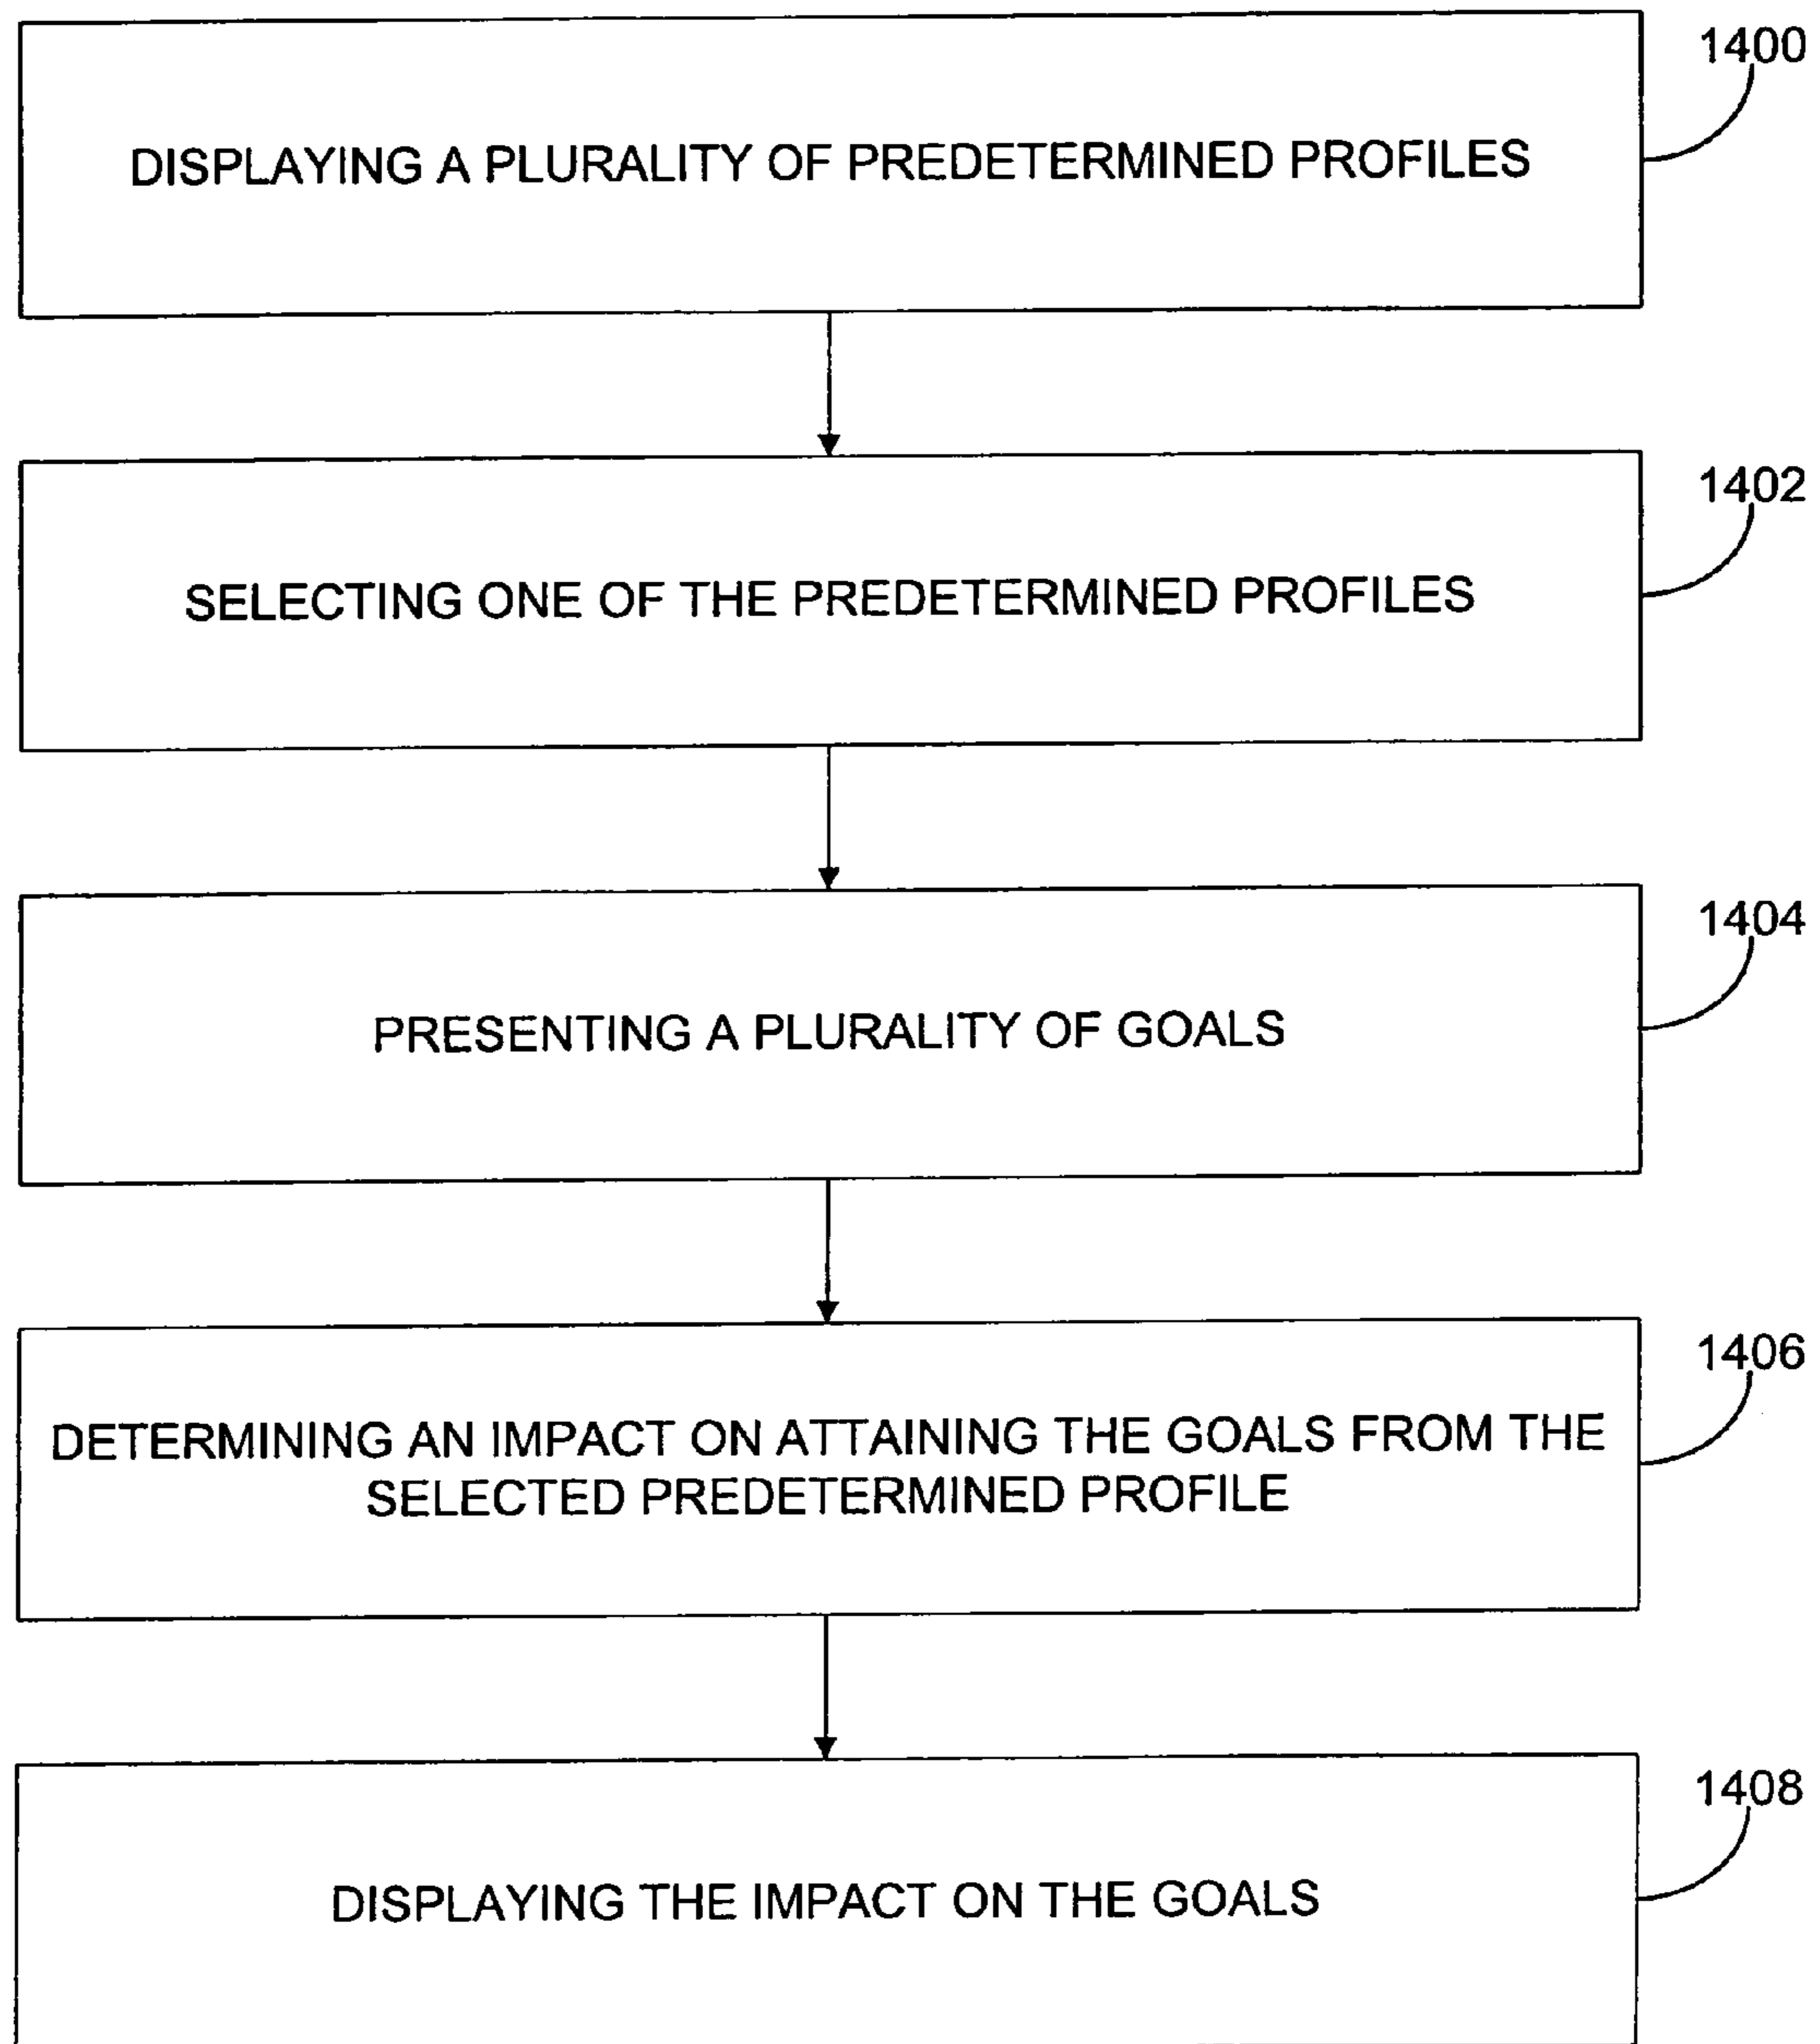 1400
DISPLAYING A PLURALITY OF PREDETERMINED PROFILES
1402
SELECTING ONE OF THE PREDETERMINED PROFILES
1404
PRESENTING A PLURALITY OF GOALS
1406
DETERMINING AN IMPACT ON ATTAINING THE GOALS FROM THE
SELECTED PREDETERMINED PROFILE
1408
DISPLAYING THE IMPACT ON THE GOALS